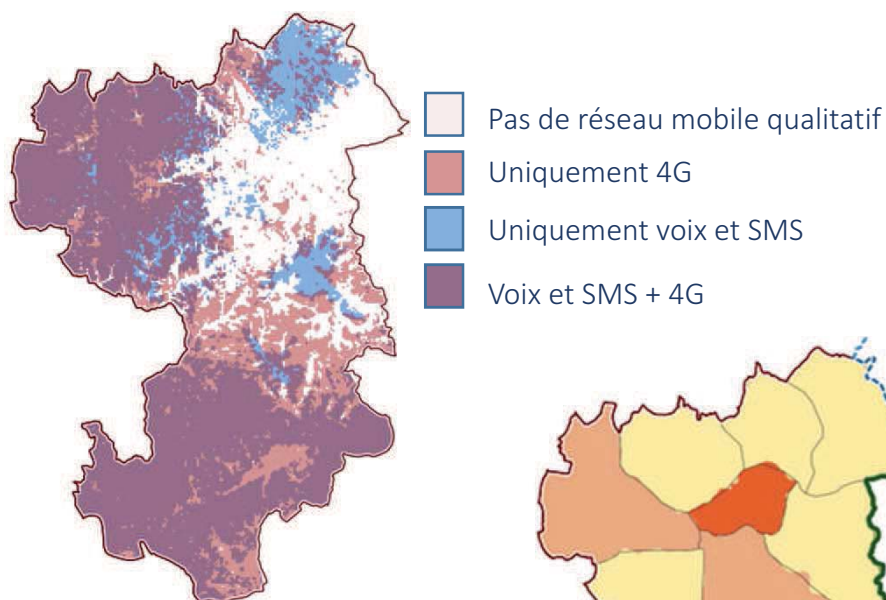 Pas de réseau mobile qualitatif
Uniquement 4G
Uniquement voix et SMS
Voix et SMS + 4G